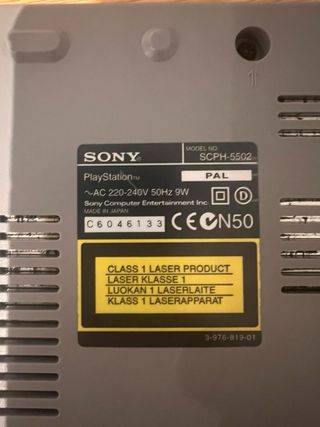 SONY
MODEL NO. SCPH-5502
PlayStation PAL
~AC 220-240V 50Hz 9W
Sony Computer Entertainment Inc.
MADE IN JAPAN
C6046133 CE N50
CLASS 1 LASER PRODUCT
LASER KLASSE 1
LUOKAN 1 LASERLAITE
KLASS 1 LASERAPPARAT
3-976-819-01